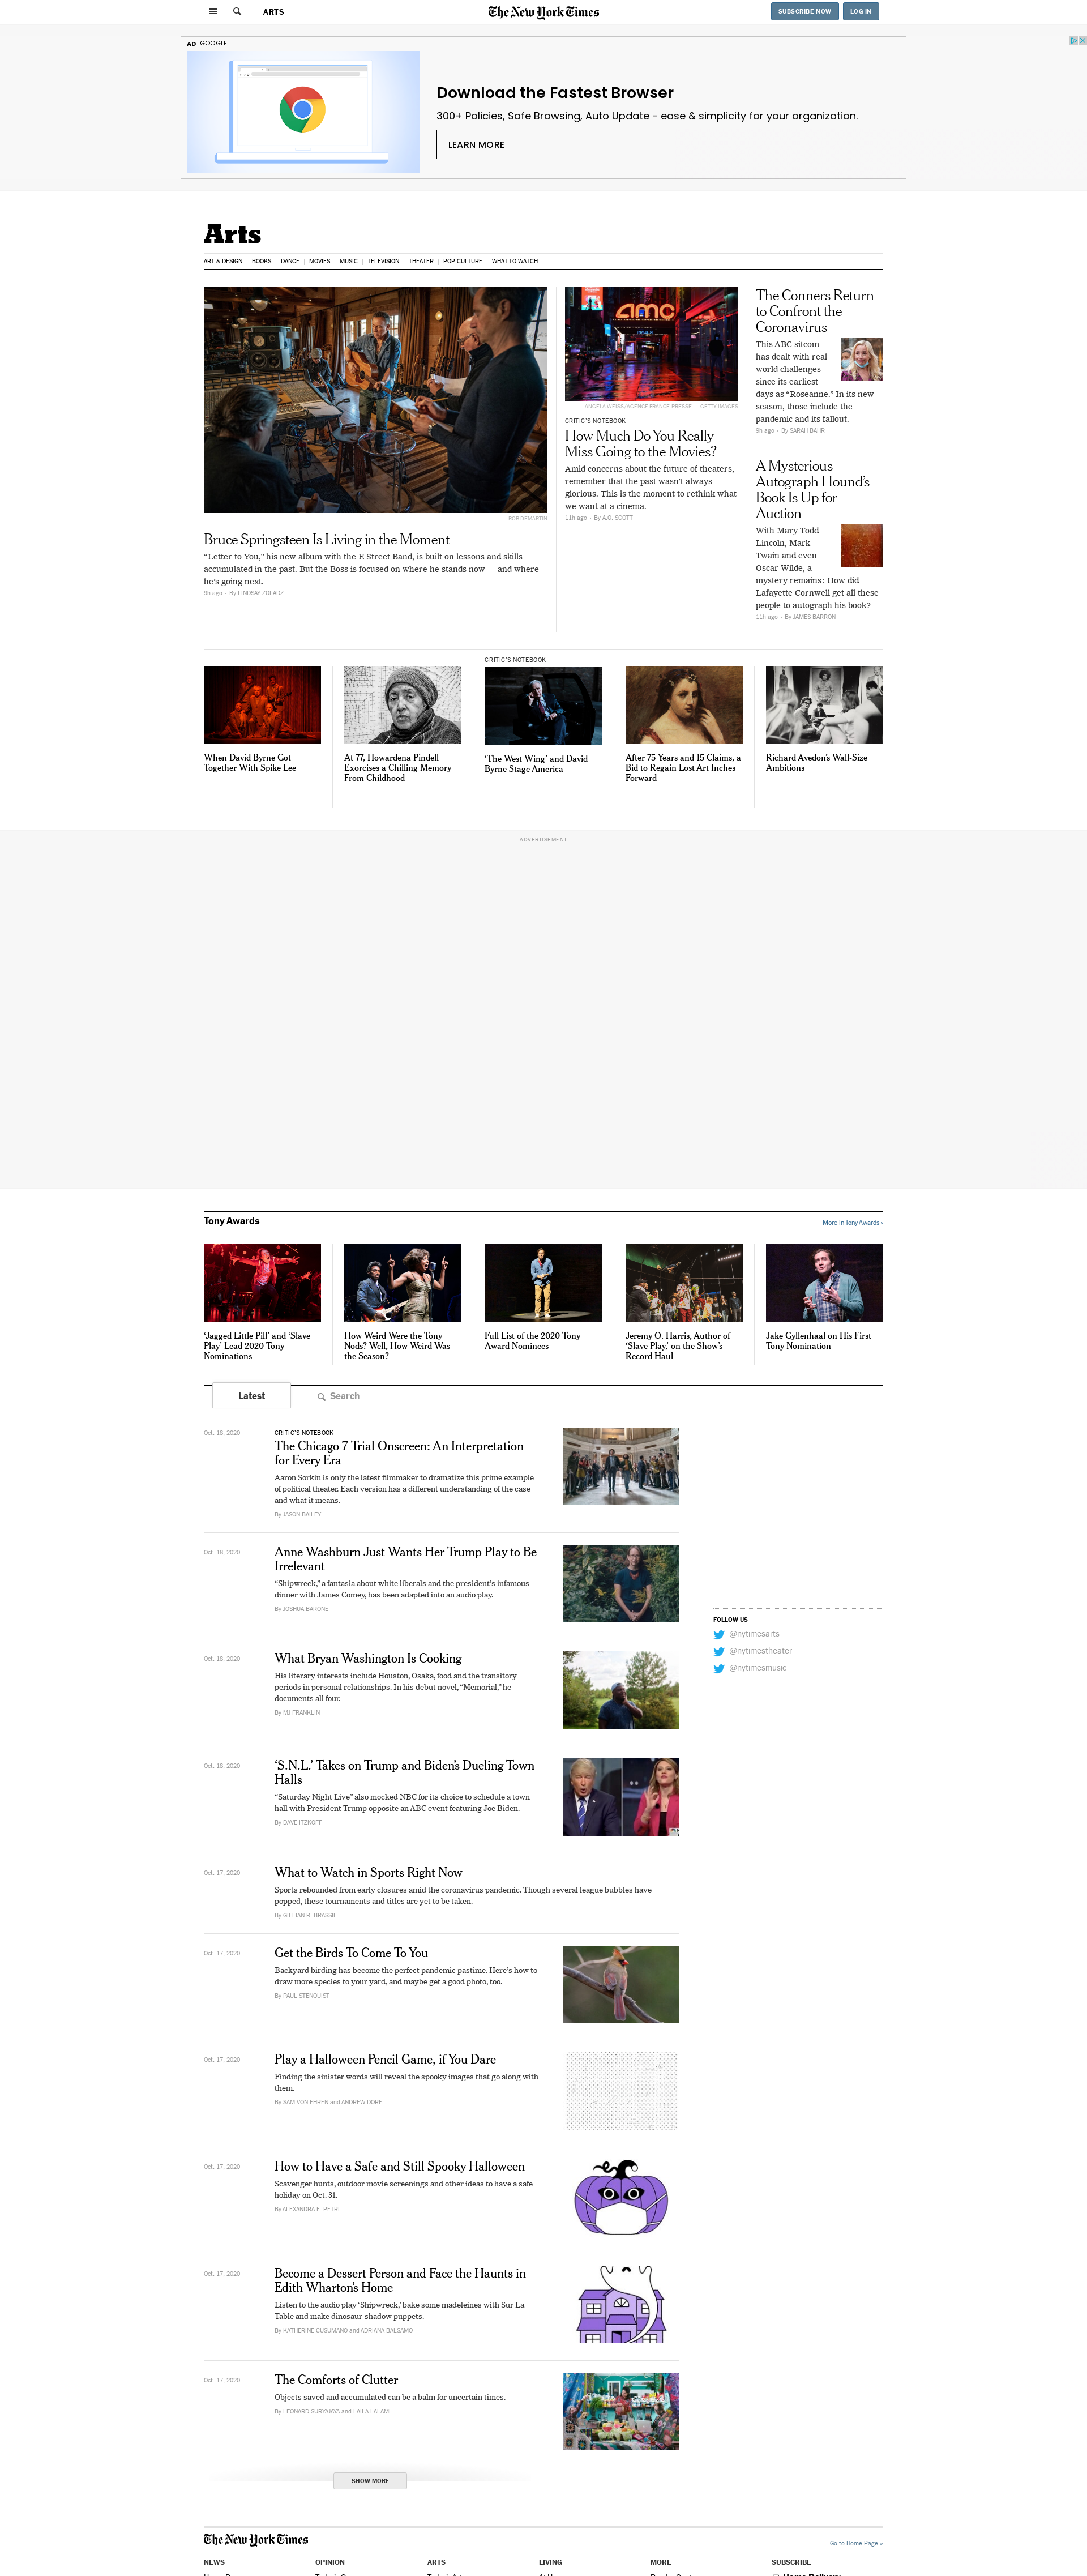 ARTS
The New York Times
SUBSCRIBE NOW
LOG IN
AD GOOGLE
Download the Fastest Browser
300+ Policies, Safe Browsing, Auto Update - ease & simplicity for your organization.
LEARN MORE
Arts
ART & DESIGN
BOOKS
DANCE
MOVIES
MUSIC
TELEVISION
THEATER
POP CULTURE
WHAT TO WATCH
ROB DEMARTIN
Bruce Springsteen Is Living in the Moment
“Letter to You,” his new album with the E Street Band, is built on lessons and skills
accumulated in the past. But the Boss is focused on where he stands now — and where
he’s going next.
9h ago • By LINDSAY ZOLADZ
amc
IMAX
ANGELA WEISS/AGENCE FRANCE-PRESSE — GETTY IMAGES
CRITIC’S NOTEBOOK
How Much Do You Really
Miss Going to the Movies?
Amid concerns about the future of theaters,
remember that the past wasn’t always
glorious. This is the moment to rethink what
we want at a cinema.
11h ago • By A.O. SCOTT
The Conners Return
to Confront the
Coronavirus
This ABC sitcom
has dealt with real-
world challenges
since its earliest
days as “Roseanne.” In its new
season, those include the
pandemic and its fallout.
9h ago • By SARAH BAHR
A Mysterious
Autograph Hound’s
Book Is Up for
Auction
With Mary Todd
Lincoln, Mark
Twain and even
Oscar Wilde, a
mystery remains: How did
Lafayette Cornwell get all these
people to autograph his book?
11h ago • By JAMES BARRON
When David Byrne Got
Together With Spike Lee
At 77, Howardena Pindell
Exorcises a Chilling Memory
From Childhood
CRITIC’S NOTEBOOK
‘The West Wing’ and David
Byrne Stage America
After 75 Years and 15 Claims, a
Bid to Regain Lost Art Inches
Forward
Richard Avedon’s Wall-Size
Ambitions
ADVERTISEMENT
Tony Awards
More in Tony Awards ›
‘Jagged Little Pill’ and ‘Slave
Play’ Lead 2020 Tony
Nominations
How Weird Were the Tony
Nods? Well, How Weird Was
the Season?
Full List of the 2020 Tony
Award Nominees
Jeremy O. Harris, Author of
‘Slave Play,’ on the Show’s
Record Haul
Jake Gyllenhaal on His First
Tony Nomination
Latest
Search
Oct. 18, 2020
CRITIC’S NOTEBOOK
The Chicago 7 Trial Onscreen: An Interpretation
for Every Era
Aaron Sorkin is only the latest filmmaker to dramatize this prime example
of political theater. Each version has a different understanding of the case
and what it means.
By JASON BAILEY
Oct. 18, 2020
Anne Washburn Just Wants Her Trump Play to Be
Irrelevant
“Shipwreck,” a fantasia about white liberals and the president’s infamous
dinner with James Comey, has been adapted into an audio play.
By JOSHUA BARONE
FOLLOW US
@nytimesarts
@nytimestheater
@nytimesmusic
Oct. 18, 2020
What Bryan Washington Is Cooking
His literary interests include Houston, Osaka, food and the transitory
periods in personal relationships. In his debut novel, “Memorial,” he
documents all four.
By MJ FRANKLIN
Oct. 18, 2020
‘S.N.L.’ Takes on Trump and Biden’s Dueling Town
Halls
“Saturday Night Live” also mocked NBC for its choice to schedule a town
hall with President Trump opposite an ABC event featuring Joe Biden.
By DAVE ITZKOFF
Oct. 17, 2020
What to Watch in Sports Right Now
Sports rebounded from early closures amid the coronavirus pandemic. Though several league bubbles have
popped, these tournaments and titles are yet to be taken.
By GILLIAN R. BRASSIL
Oct. 17, 2020
Get the Birds To Come To You
Backyard birding has become the perfect pandemic pastime. Here’s how to
draw more species to your yard, and maybe get a good photo, too.
By PAUL STENQUIST
Oct. 17, 2020
Play a Halloween Pencil Game, if You Dare
Finding the sinister words will reveal the spooky images that go along with
them.
By SAM VON EHREN and ANDREW DORE
Oct. 17, 2020
How to Have a Safe and Still Spooky Halloween
Scavenger hunts, outdoor movie screenings and other ideas to have a safe
holiday on Oct. 31.
By ALEXANDRA E. PETRI
Oct. 17, 2020
Become a Dessert Person and Face the Haunts in
Edith Wharton’s Home
Listen to the audio play ‘Shipwreck,’ bake some madeleines with Sur La
Table and make dinosaur-shadow puppets.
By KATHERINE CUSUMANO and ADRIANA BALSAMO
Oct. 17, 2020
The Comforts of Clutter
Objects saved and accumulated can be a balm for uncertain times.
By LEONARD SURYAJAYA and LAILA LALAMI
SHOW MORE
The New York Times
Go to Home Page »
NEWS
OPINION
ARTS
LIVING
MORE
SUBSCRIBE